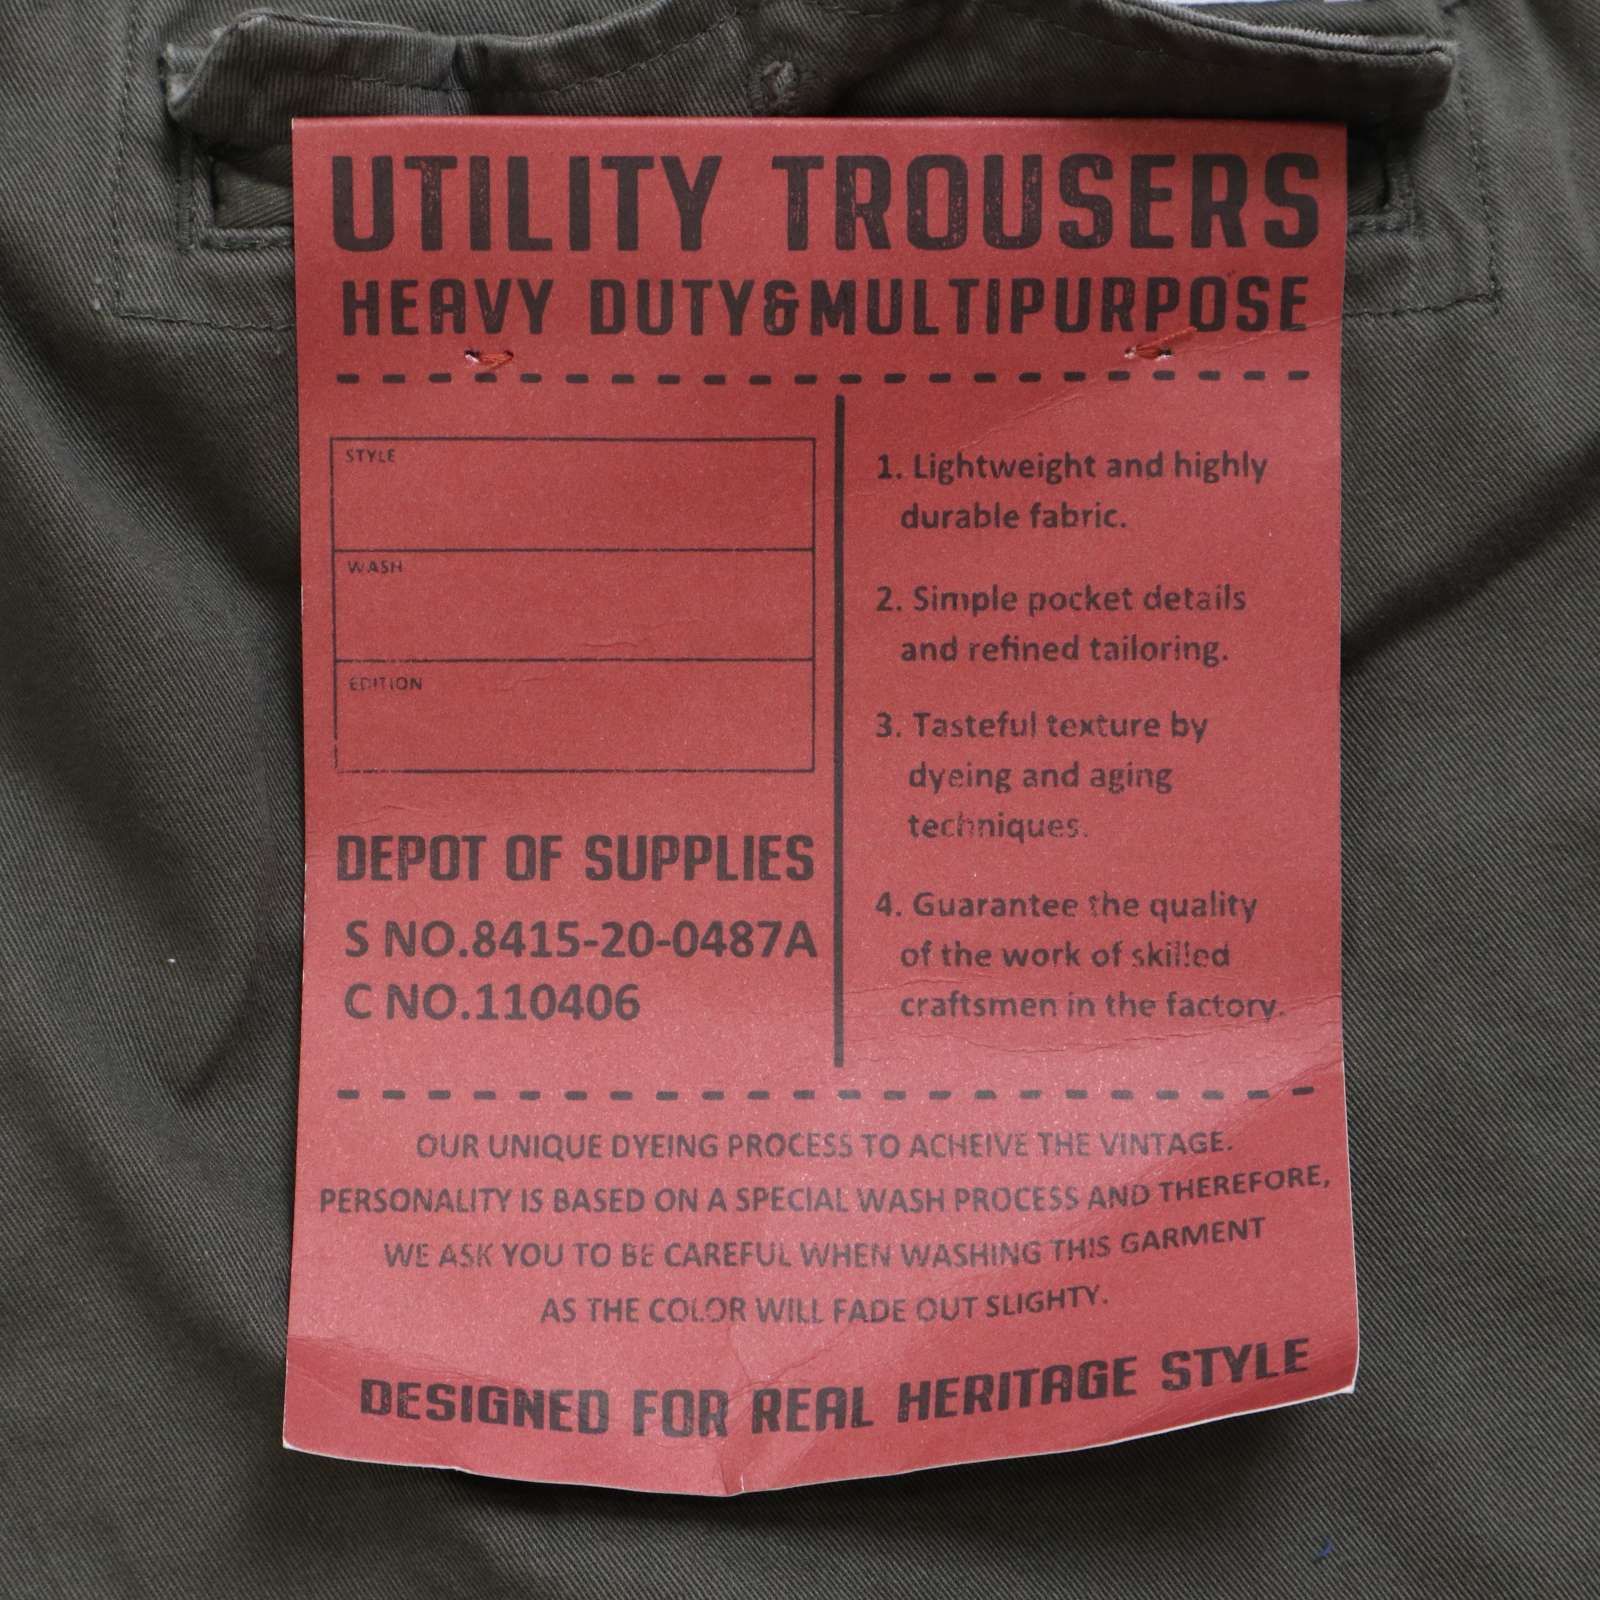 UTILITY TROUSERS
HEAVY DUTY&MULTIPURPOSE
STYLE
WASH
EDITION
DEPOT OF SUPPLIES
S NO.8415-20-0487A
C NO.110406
1. Lightweight and highly
durable fabric.
2. Simple pocket details
and refined tailoring.
3. Tasteful texture by
dyeing and aging
techniques.
4. Guarantee the quality
of the work of skilled
craftsmen in the factory.
OUR UNIQUE DYEING PROCESS TO ACHEIVE THE VINTAGE.
PERSONALITY IS BASED ON A SPECIAL WASH PROCESS AND THEREFORE,
WE ASK YOU TO BE CAREFUL WHEN WASHING THIS GARMENT
AS THE COLOR WILL FADE OUT SLIGHTY.
DESIGNED FOR REAL HERITAGE STYLE